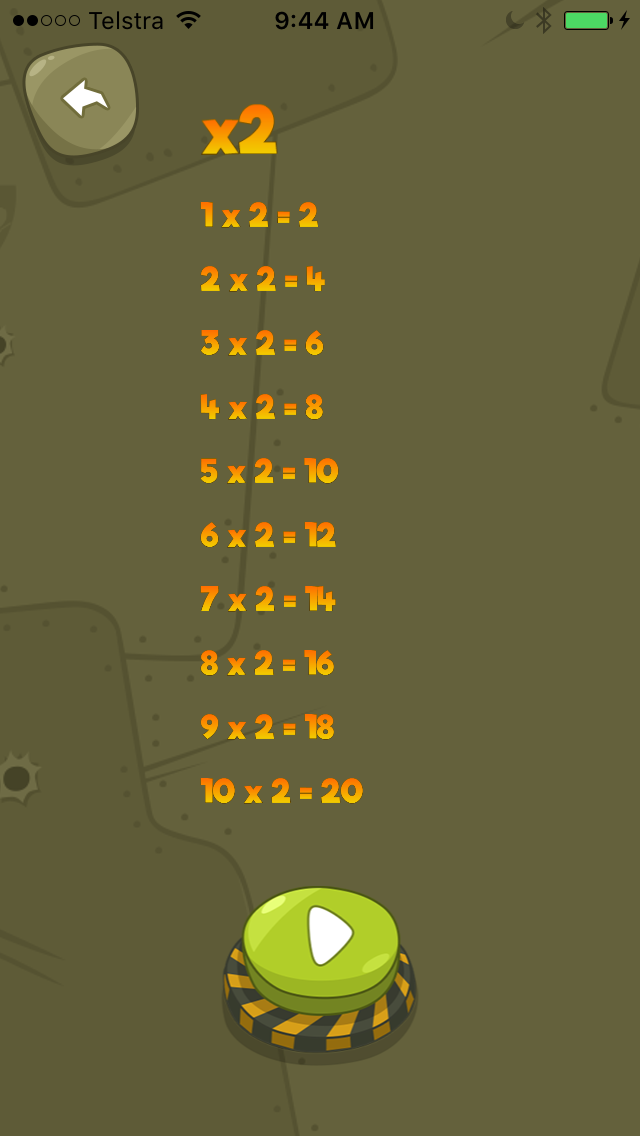 Telstra 9:44 AM
x2
1 x 2 = 2
2 x 2 = 4
3 x 2 = 6
4 x 2 = 8
5 x 2 = 10
6 x 2 = 12
7 x 2 = 14
8 x 2 = 16
9 x 2 = 18
10 x 2 = 20